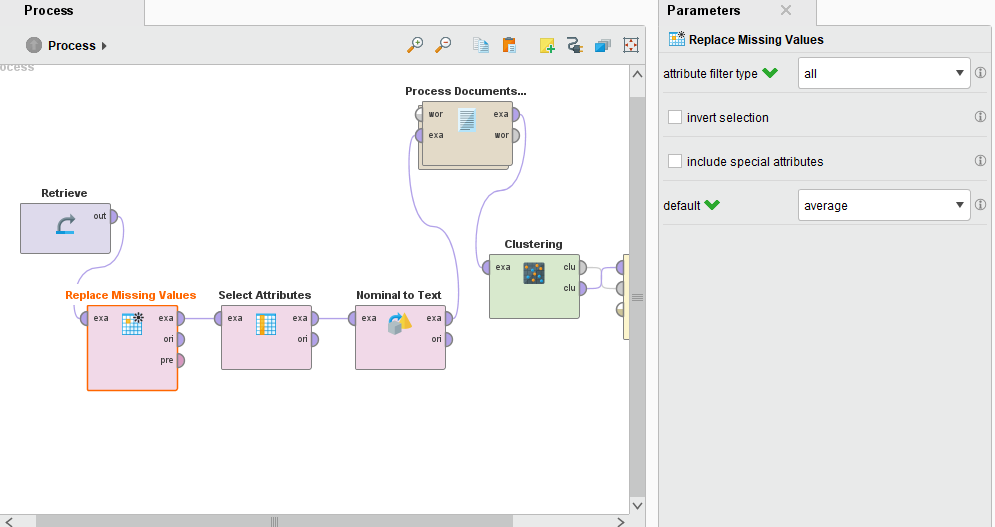 Process
Process
ocess
Process Documents...
wor
exa
exa
wor
Retrieve
out
Clustering
exa
clu
clu
Replace Missing Values
exa
exa
ori
pre
Select Attributes
exa
exa
ori
Nominal to Text
exa
exa
ori
Parameters
Replace Missing Values
attribute filter type
all
invert selection
include special attributes
default
average